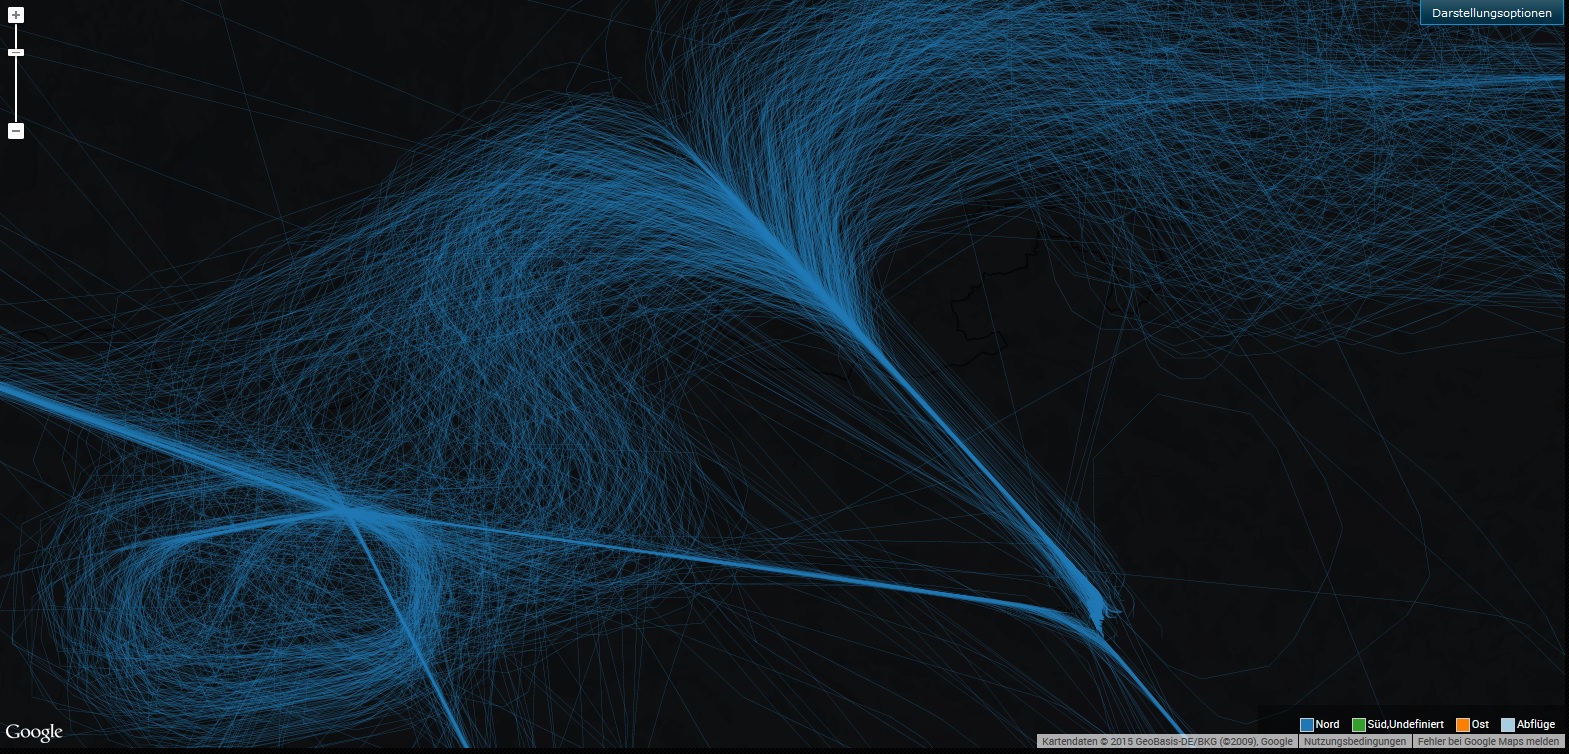 Darstellungsoptionen
Google
Nord Süd,Undefiniert Ost Abflüge
Kartendaten © 2015 GeoBasis-DE/BKG (©2009), Google Nutzungsbedingungen Fehler bei Google Maps melden